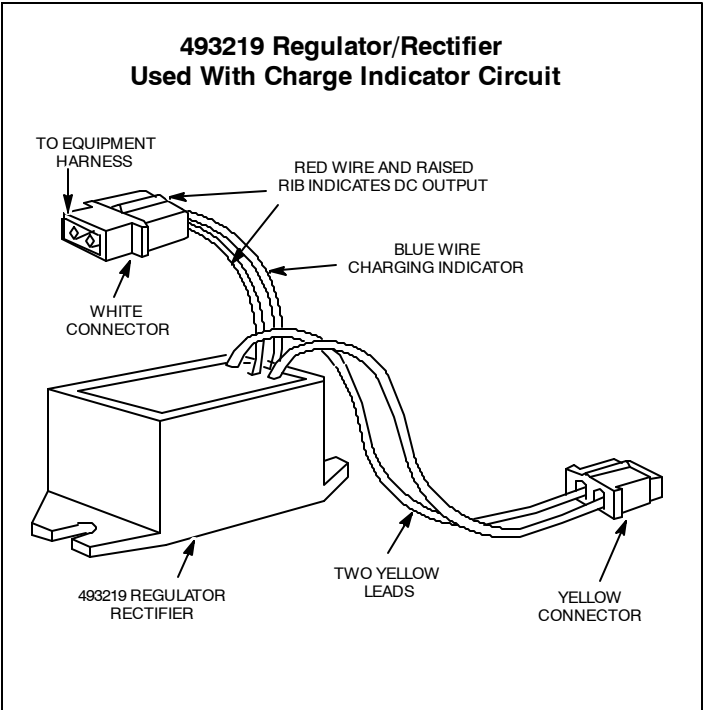 493219 Regulator/Rectifier
Used With Charge Indicator Circuit
TO EQUIPMENT
HARNESS
RED WIRE AND RAISED
RIB INDICATES DC OUTPUT
BLUE WIRE
CHARGING INDICATOR
WHITE
CONNECTOR
493219 REGULATOR
RECTIFIER
TWO YELLOW
LEADS
YELLOW
CONNECTOR